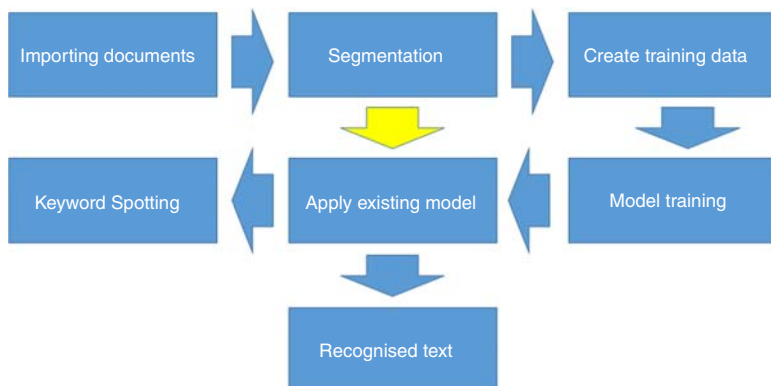 Importing documents
Segmentation
Create training data
Keyword Spotting
Apply existing model
Model training
Recognised text